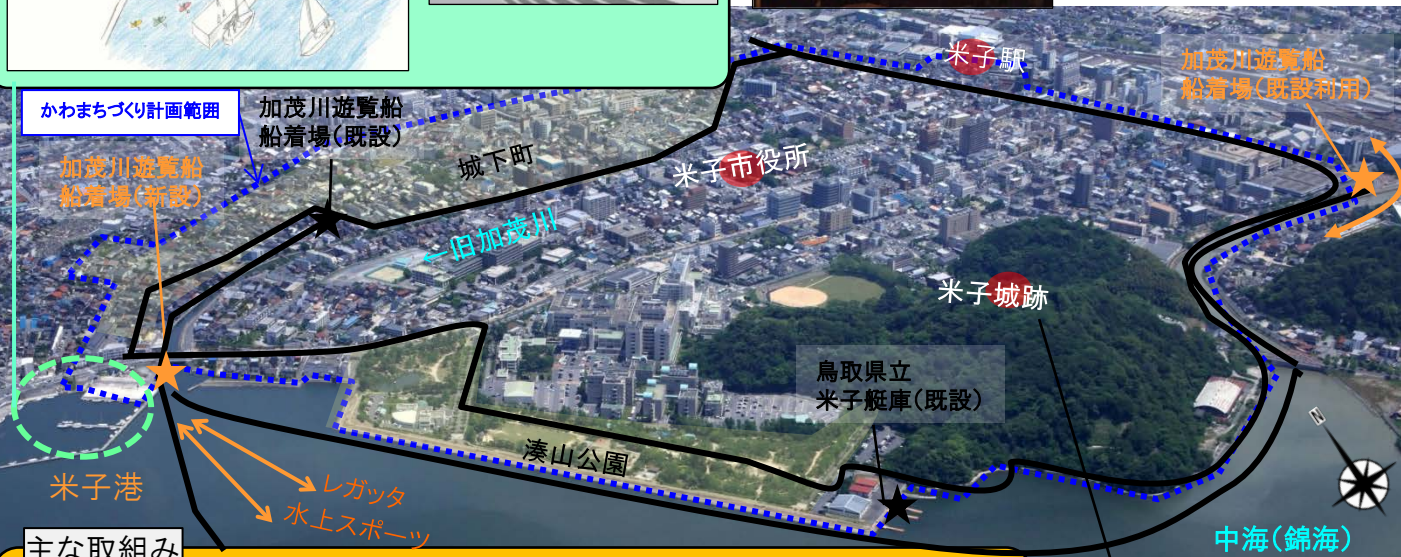 米子駅
加茂川遊覧船
船着場(既設利用)
かわまちづくり計画範囲
加茂川遊覧船
船着場(既設)
城下町
米子市役所
加茂川遊覧船
船着場(新設)
←旧加茂川
米子城跡
鳥取県立
米子艇庫(既設)
湊山公園
N
米子港
レガッタ
水上スポーツ
中海(錦海)
主な取組み